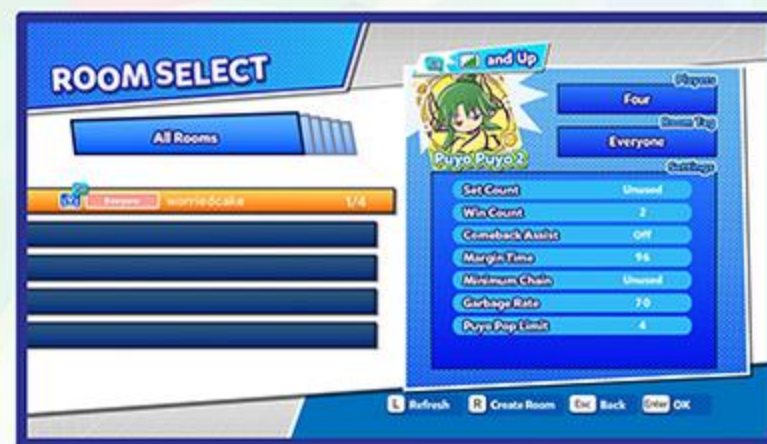 ROOM SELECT
All Rooms
worriedcake 1/4
and Up
Puyo Puyo 2
Players
Four
Room Tag
Everyone
Settings
Set Count Unused
Win Count 2
Comeback Assist Off
Margin Time 96
Minimum Chain Unused
Garbage Rate 70
Puyo Pop Limit 4
L Refresh R Create Room Esc Back Enter OK